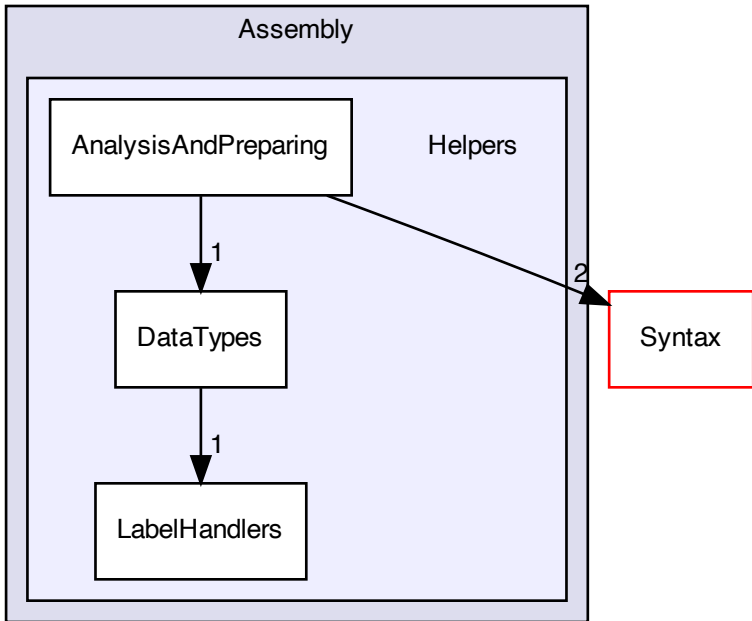 Assembly
AnalysisAndPreparing
Helpers
1
2
DataTypes
Syntax
1
LabelHandlers